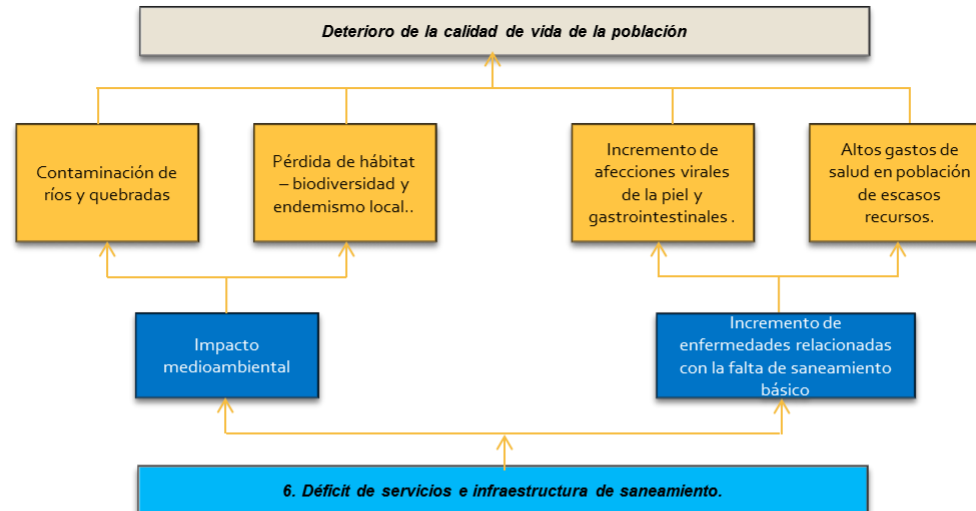 Deterioro de la calidad de vida de la población
Contaminación de
ríos y quebradas
Pérdida de hábitat
– biodiversidad y
endemismo local..
Incremento de
afecciones virales
de la piel y
gastrointestinales .
Altos gastos de
salud en población
de escasos
recursos.
Impacto
medioambiental
Incremento de
enfermedades relacionadas
con la falta de saneamiento
básico
6. Déficit de servicios e infraestructura de saneamiento.